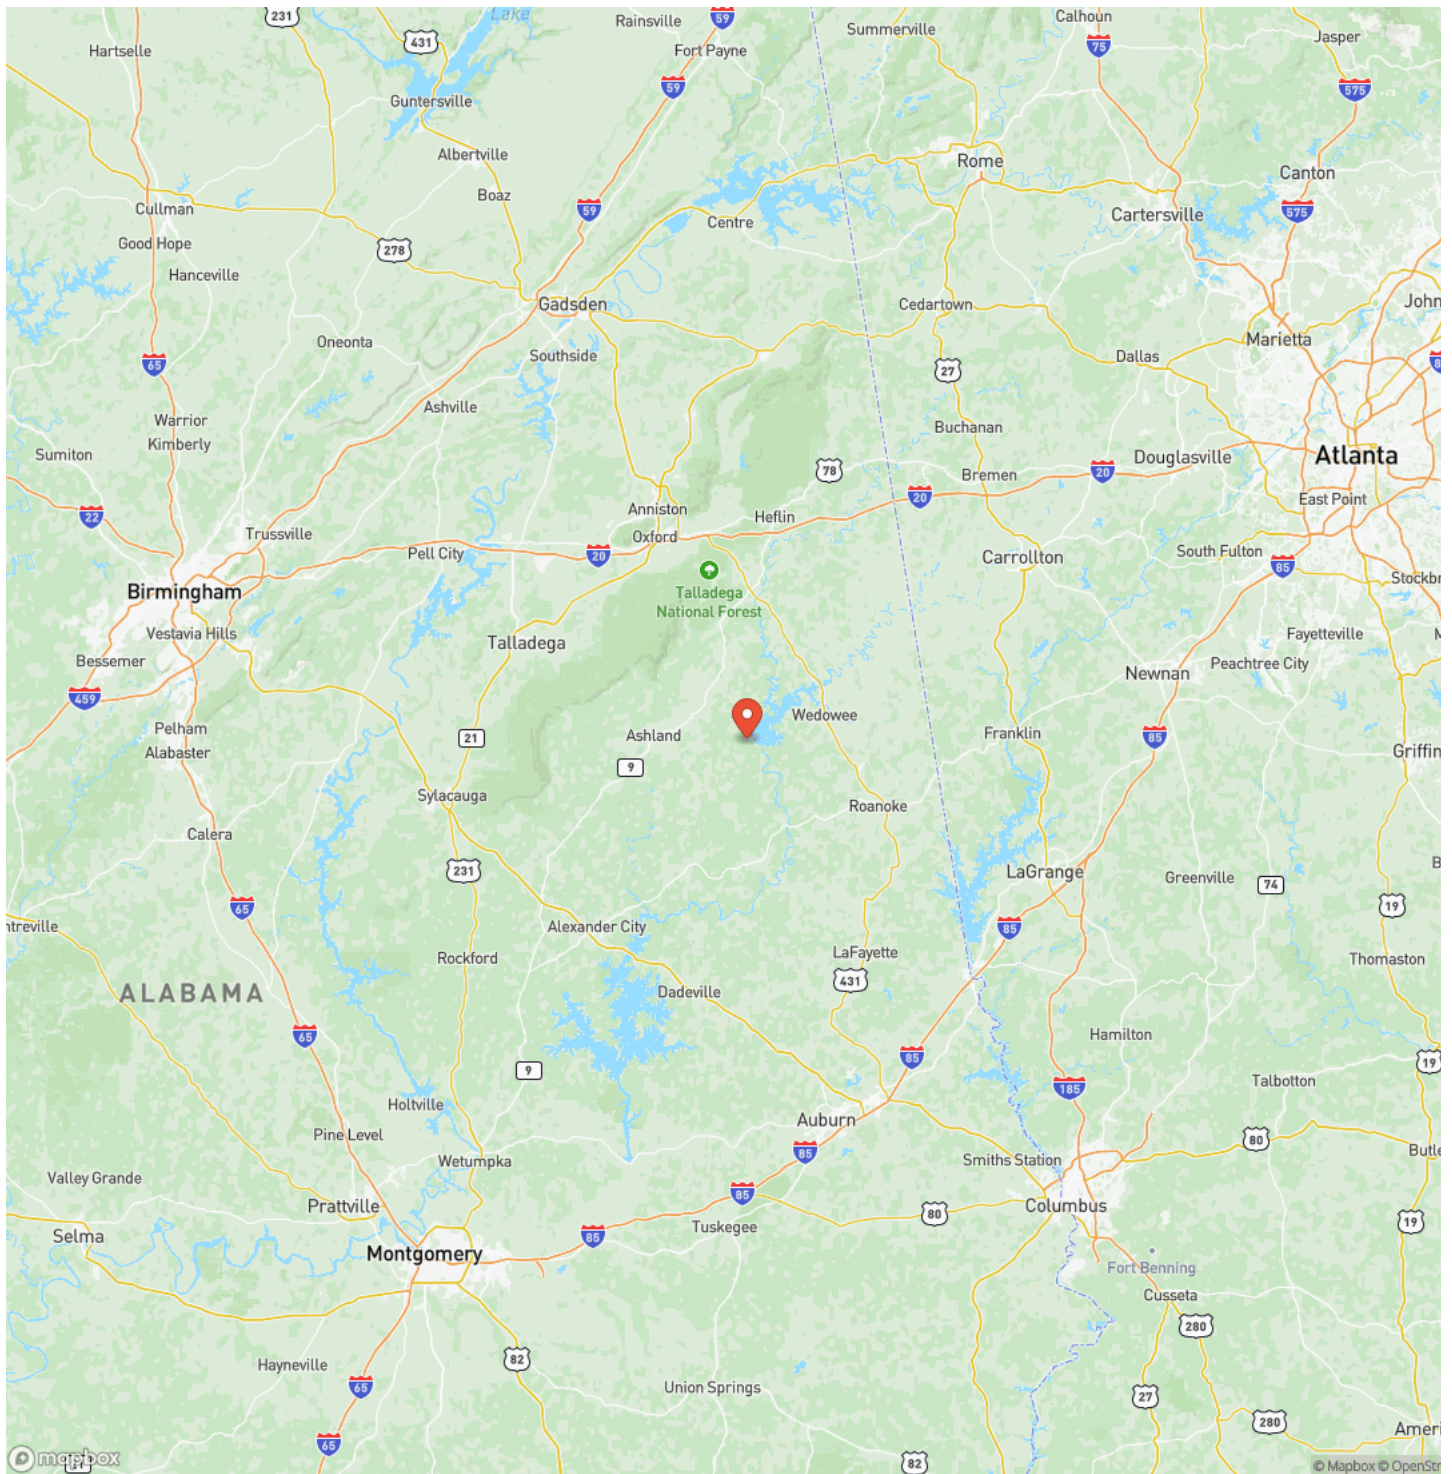 231
Lake
Rainsville
59
Calhoun
Summerville
Hartselle
431
Fort Payne
75
Jasper
59
575
Guntersville
Albertville
Rome
Canton
Boaz
Cullman
59
Centre
Cartersville
575
Good Hope
278
Hanceville
Gadsden
Cedartown
John
Oneonta
Marietta
65
Southside
Dallas
27
Ashville
Warrior
Kimberly
Buchanan
Sumiton
Douglasville
Atlanta
78
Bremen
20
20
East Point
Anniston
22
Heflin
Trussville
Oxford
Pell City
20
Carrollton
South Fulton
85
Talladega
National Forest
Stockbr
Birmingham
Vestavia Hills
Talladega
Fayetteville
Bessemer
Peachtree City
Newnan
459
Wedowee
Pelham
21
Ashland
Franklin
85
Alabaster
Griffin
9
Sylacauga
Roanoke
Calera
231
LaGrange
Greenville
74
65
19
ntreville
Alexander City
85
LaFayette
Rockford
Thomaston
431
ALABAMA
Dadeville
65
Hamilton
85
19
9
185
Talbotton
Holtville
Auburn
Pine Level
80
85
Butle
Wetumpka
Smiths Station
Valley Grande
85
Prattville
Columbus
80
19
Tuskegee
Selma
85
Montgomery
Fort Benning
Cusseta
280
82
Hayneville
65
Union Springs
27
280
Ameri
65
mapbox
82
© Mapbox © OpenStr